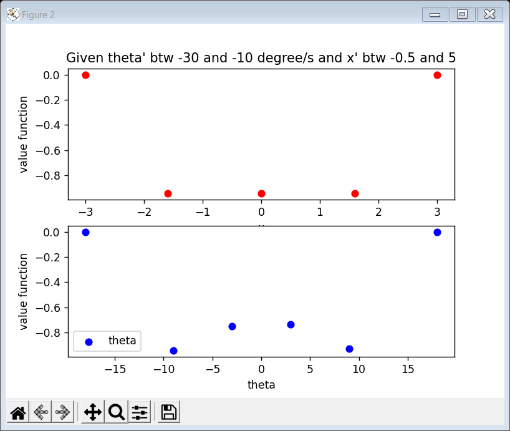 Figure 2
Given theta' btw -30 and -10 degree/s and x' btw -0.5 and 5
value function
0.0
−0.2
−0.4
−0.6
−0.8
−3 −2 −1 0 1 2 3
value function
0.0
−0.2
−0.4
−0.6
−0.8
theta
−15 −10 −5 0 5 10 15
theta